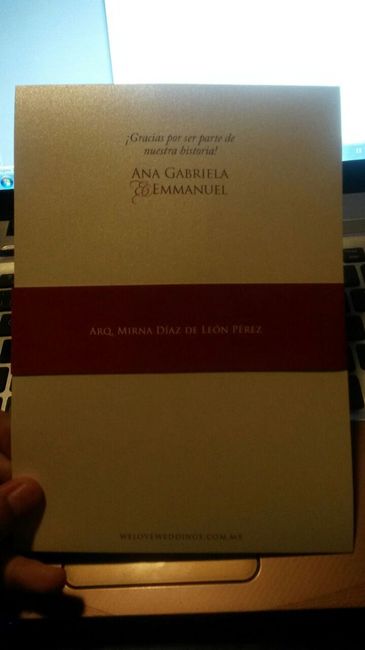 ¡Gracias por ser parte de
nuestra historia!
ANA GABRIELA
& EMMANUEL
ARQ. MIRNA DÍAZ DE LEÓN PÉREZ
WELOVEWEDDINGS.COM.MX